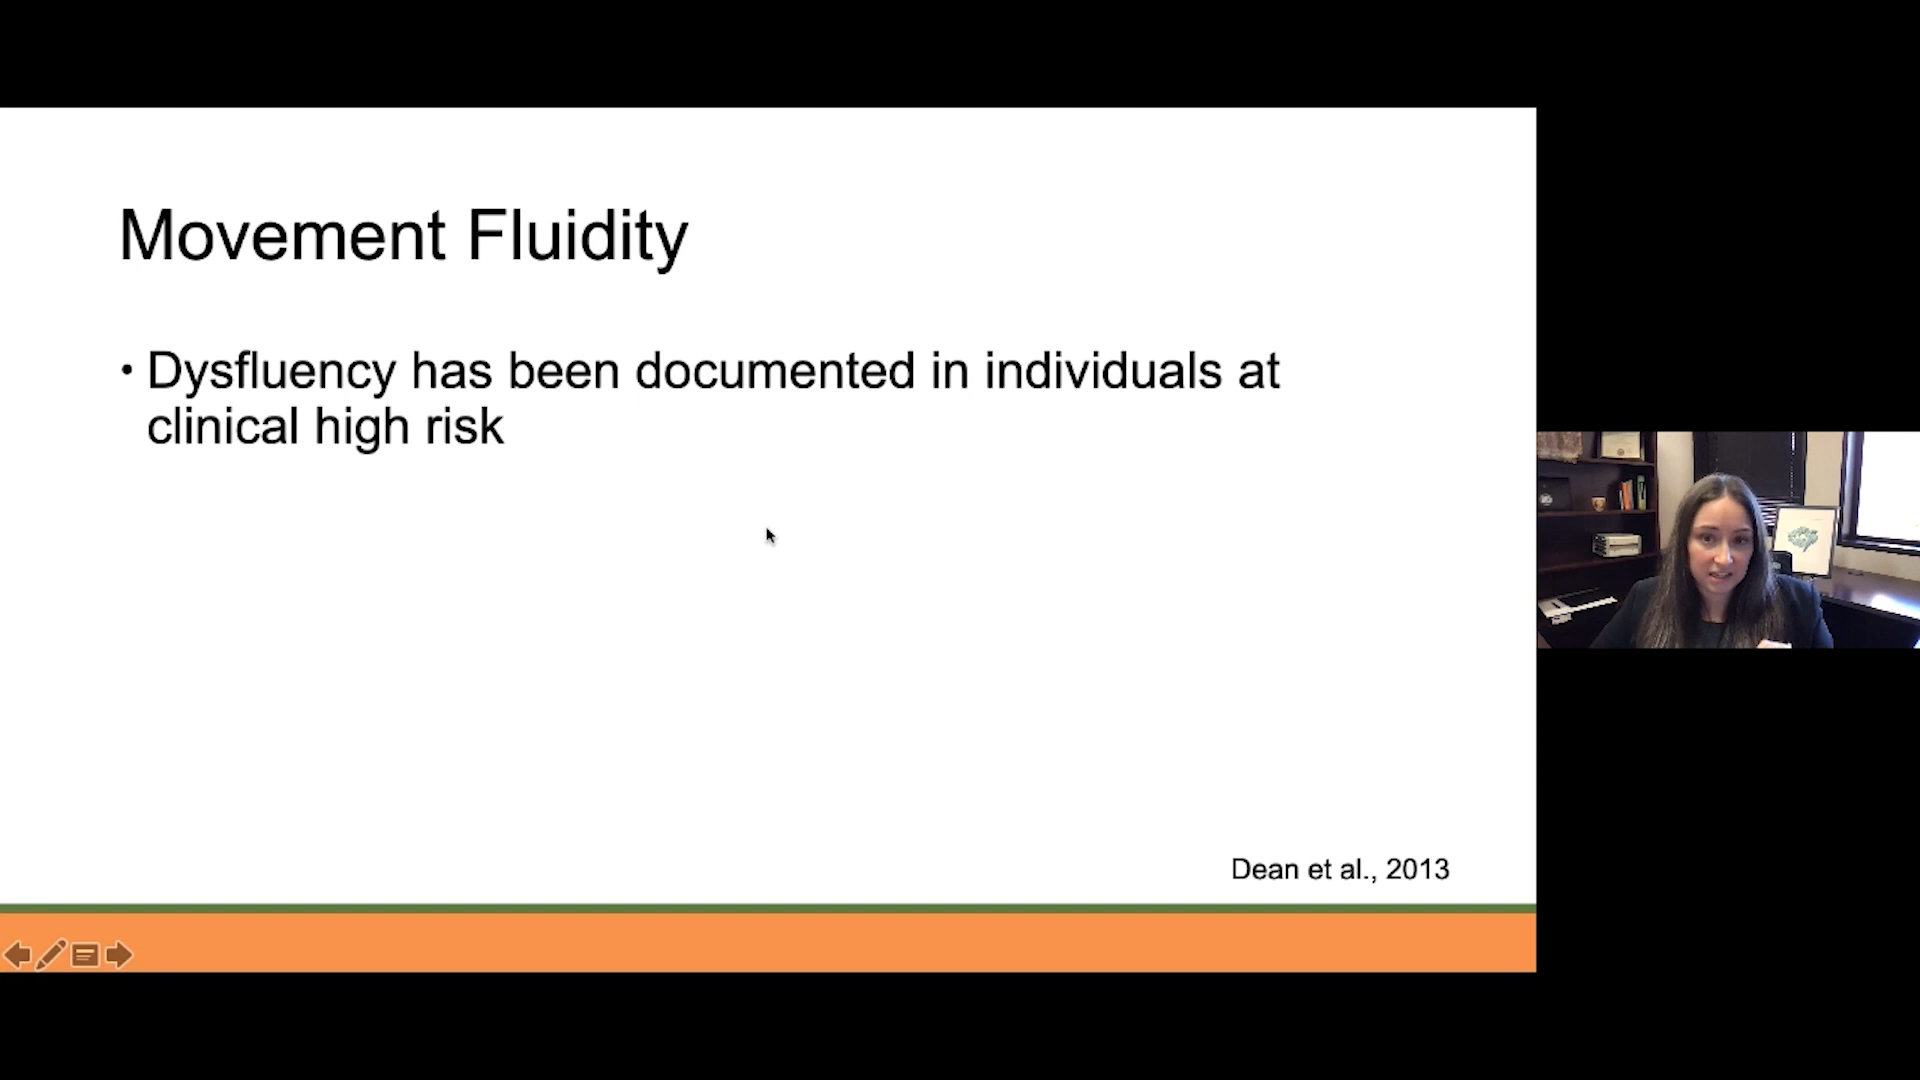 Movement Fluidity
• Dysfluency has been documented in individuals at
clinical high risk
Dean et al., 2013